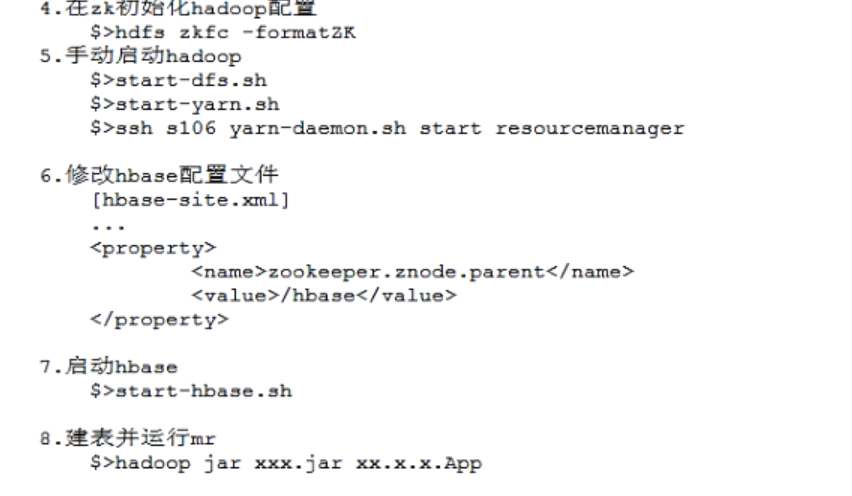 4.在zk初始化hadoop配置
$>hdfs zkfc -formatZK
5.手动启动hadoop
$>start-dfs.sh
$>start-yarn.sh
$>ssh s106 yarn-daemon.sh start resourcemanager
6.修改hbase配置文件
[hbase-site.xml]
...
<property>
<name>zookeeper.znode.parent</name>
<value>/hbase</value>
</property>
7.启动hbase
$>start-hbase.sh
8.建表并运行mr
$>hadoop jar xxx.jar xx.x.x.App